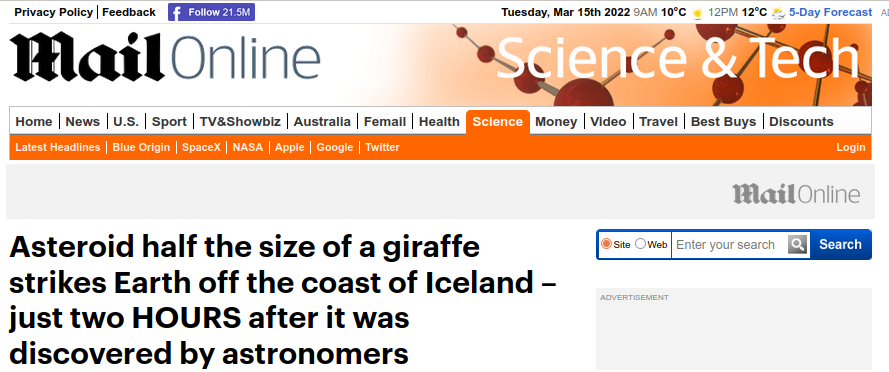 Privacy Policy | Feedback f Follow 21.5M Tuesday, Mar 15th 2022 9AM 10°C 12PM 12°C 5-Day Forecast
Mail Online Science & Tech
Home News U.S. Sport TV&Showbiz Australia Femail Health Science Money Video Travel Best Buys Discounts
Latest Headlines Blue Origin SpaceX NASA Apple Google Twitter Login
Mail Online
Asteroid half the size of a giraffe
strikes Earth off the coast of Iceland –
just two HOURS after it was
discovered by astronomers
Site Web Enter your search Search
ADVERTISEMENT